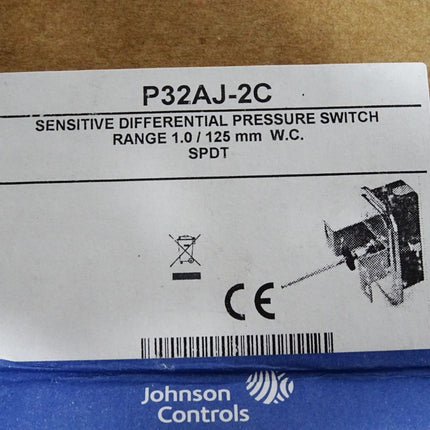 P32AJ-2C
SENSITIVE DIFFERENTIAL PRESSURE SWITCH
RANGE 1.0 / 125 mm W.C.
SPDT
CE
Johnson
Controls